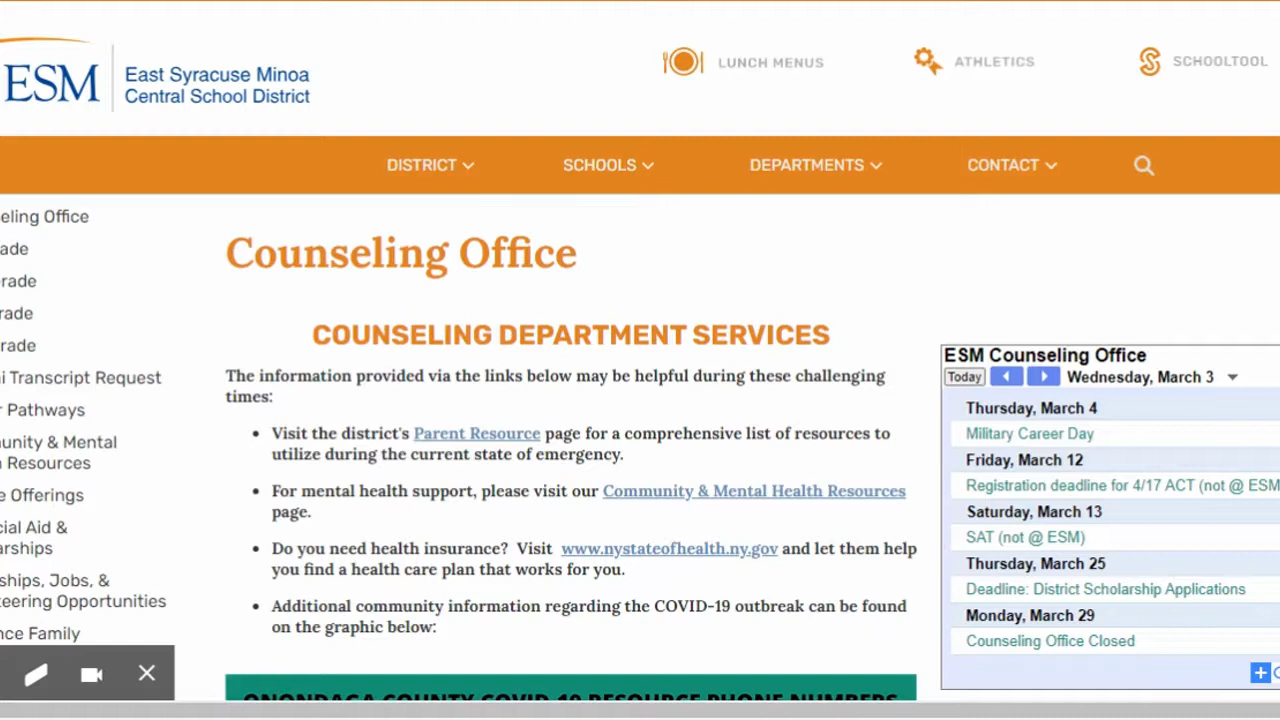 ESM
East Syracuse Minoa
Central School District
LUNCH MENUS
ATHLETICS
SCHOOLTOOL
DISTRICT
SCHOOLS
DEPARTMENTS
CONTACT
eling Office
ade
rade
rade
rade
i Transcript Request
r Pathways
unity & Mental
Resources
e Offerings
cial Aid &
arships
ships, Jobs, &
teering Opportunities
nce Family
Counseling Office
COUNSELING DEPARTMENT SERVICES
The information provided via the links below may be helpful during these challenging
times:
• Visit the district's Parent Resource page for a comprehensive list of resources to
utilize during the current state of emergency.
• For mental health support, please visit our Community & Mental Health Resources
page.
• Do you need health insurance? Visit www.nystateofhealth.ny.gov and let them help
you find a health care plan that works for you.
• Additional community information regarding the COVID-19 outbreak can be found
on the graphic below:
ONONDAGA COUNTY COVID-19 RESOURCE PHONE NUMBERS
ESM Counseling Office
Today
Wednesday, March 3
Thursday, March 4
Military Career Day
Friday, March 12
Registration deadline for 4/17 ACT (not @ ESM
Saturday, March 13
SAT (not @ ESM)
Thursday, March 25
Deadline: District Scholarship Applications
Monday, March 29
Counseling Office Closed